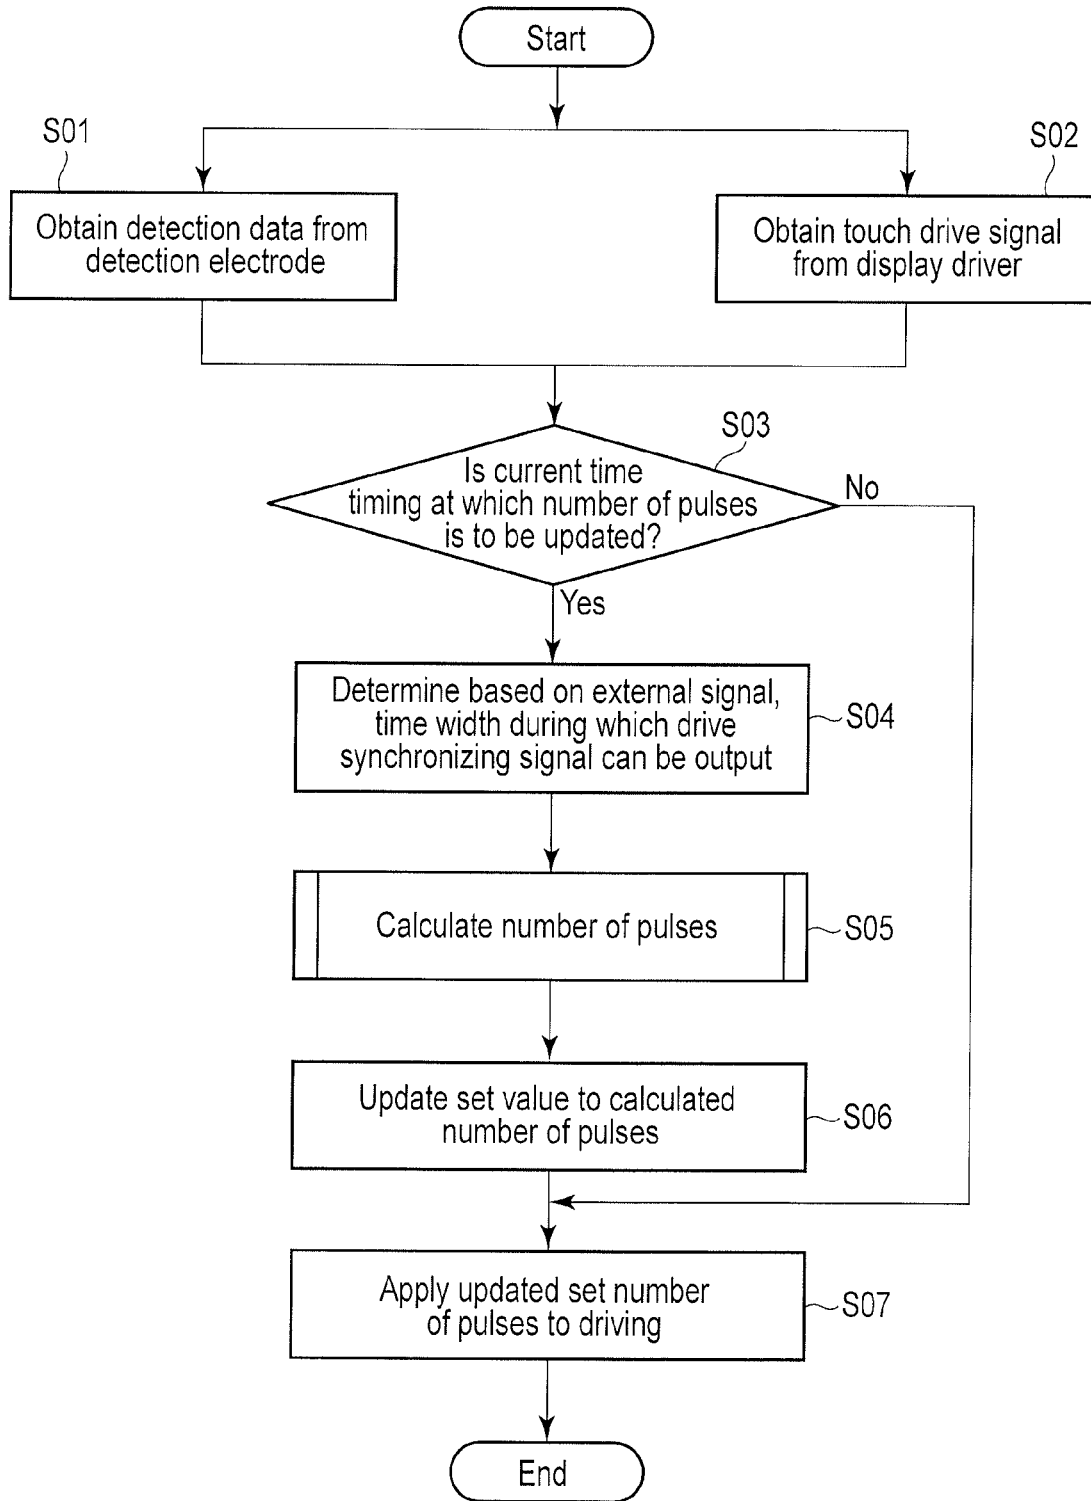 Start
S01
S02
Obtain detection data from
detection electrode
Obtain touch drive signal
from display driver
S03
Is current time
timing at which number of pulses
is to be updated?
No
Yes
Determine based on external signal,
time width during which drive
synchronizing signal can be output
S04
Calculate number of pulses
S05
Update set value to calculated
number of pulses
S06
Apply updated set number
of pulses to driving
S07
End